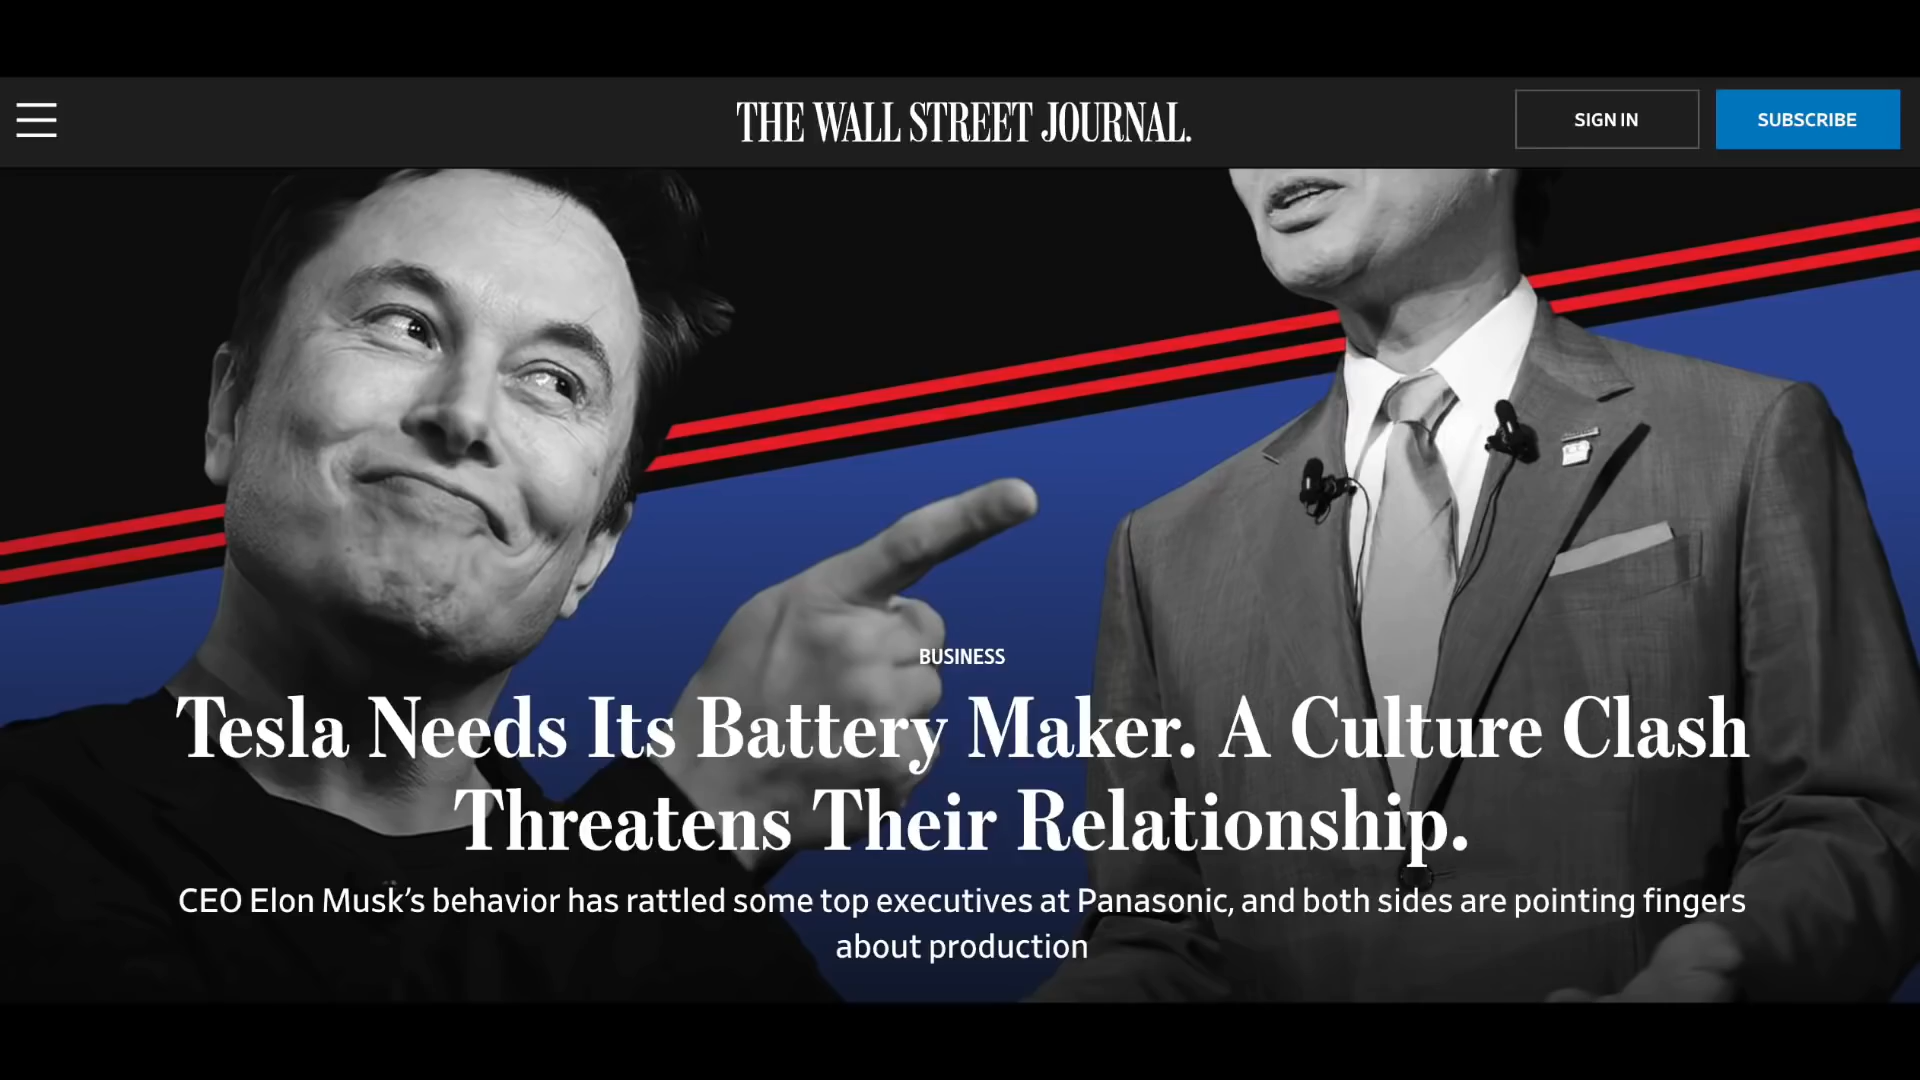 THE WALL STREET JOURNAL.
SIGN IN
SUBSCRIBE
BUSINESS
Tesla Needs Its Battery Maker. A Culture Clash
Threatens Their Relationship.
CEO Elon Musk’s behavior has rattled some top executives at Panasonic, and both sides are pointing fingers
about production